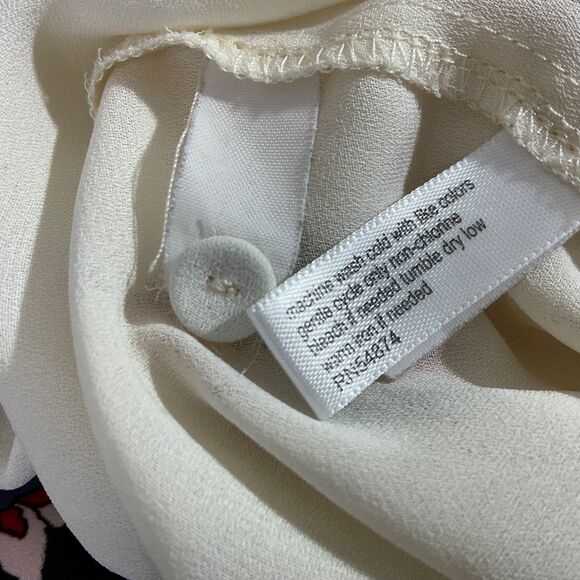 machine wash cold with like colors
gentle cycle only non-chlorine
bleach if needed tumble dry low
warm iron if needed
RN54874